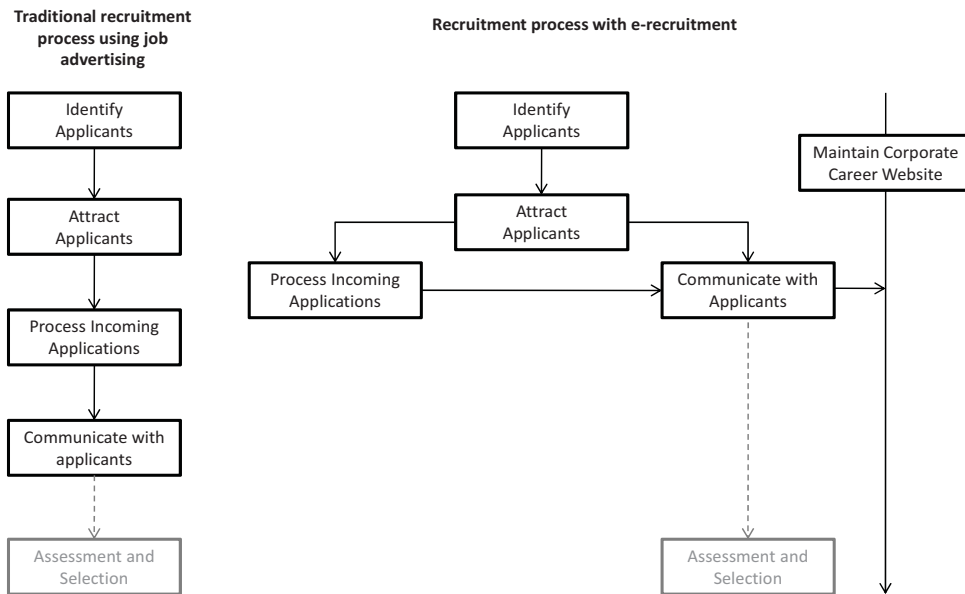 Traditional recruitment
process using job
advertising
Identify
Applicants
Attract
Applicants
Process Incoming
Applications
Communicate with
applicants
Assessment and
Selection
Recruitment process with e-recruitment
Identify
Applicants
Attract
Applicants
Process Incoming
Applications
Communicate with
Applicants
Assessment and
Selection
Maintain Corporate
Career Website